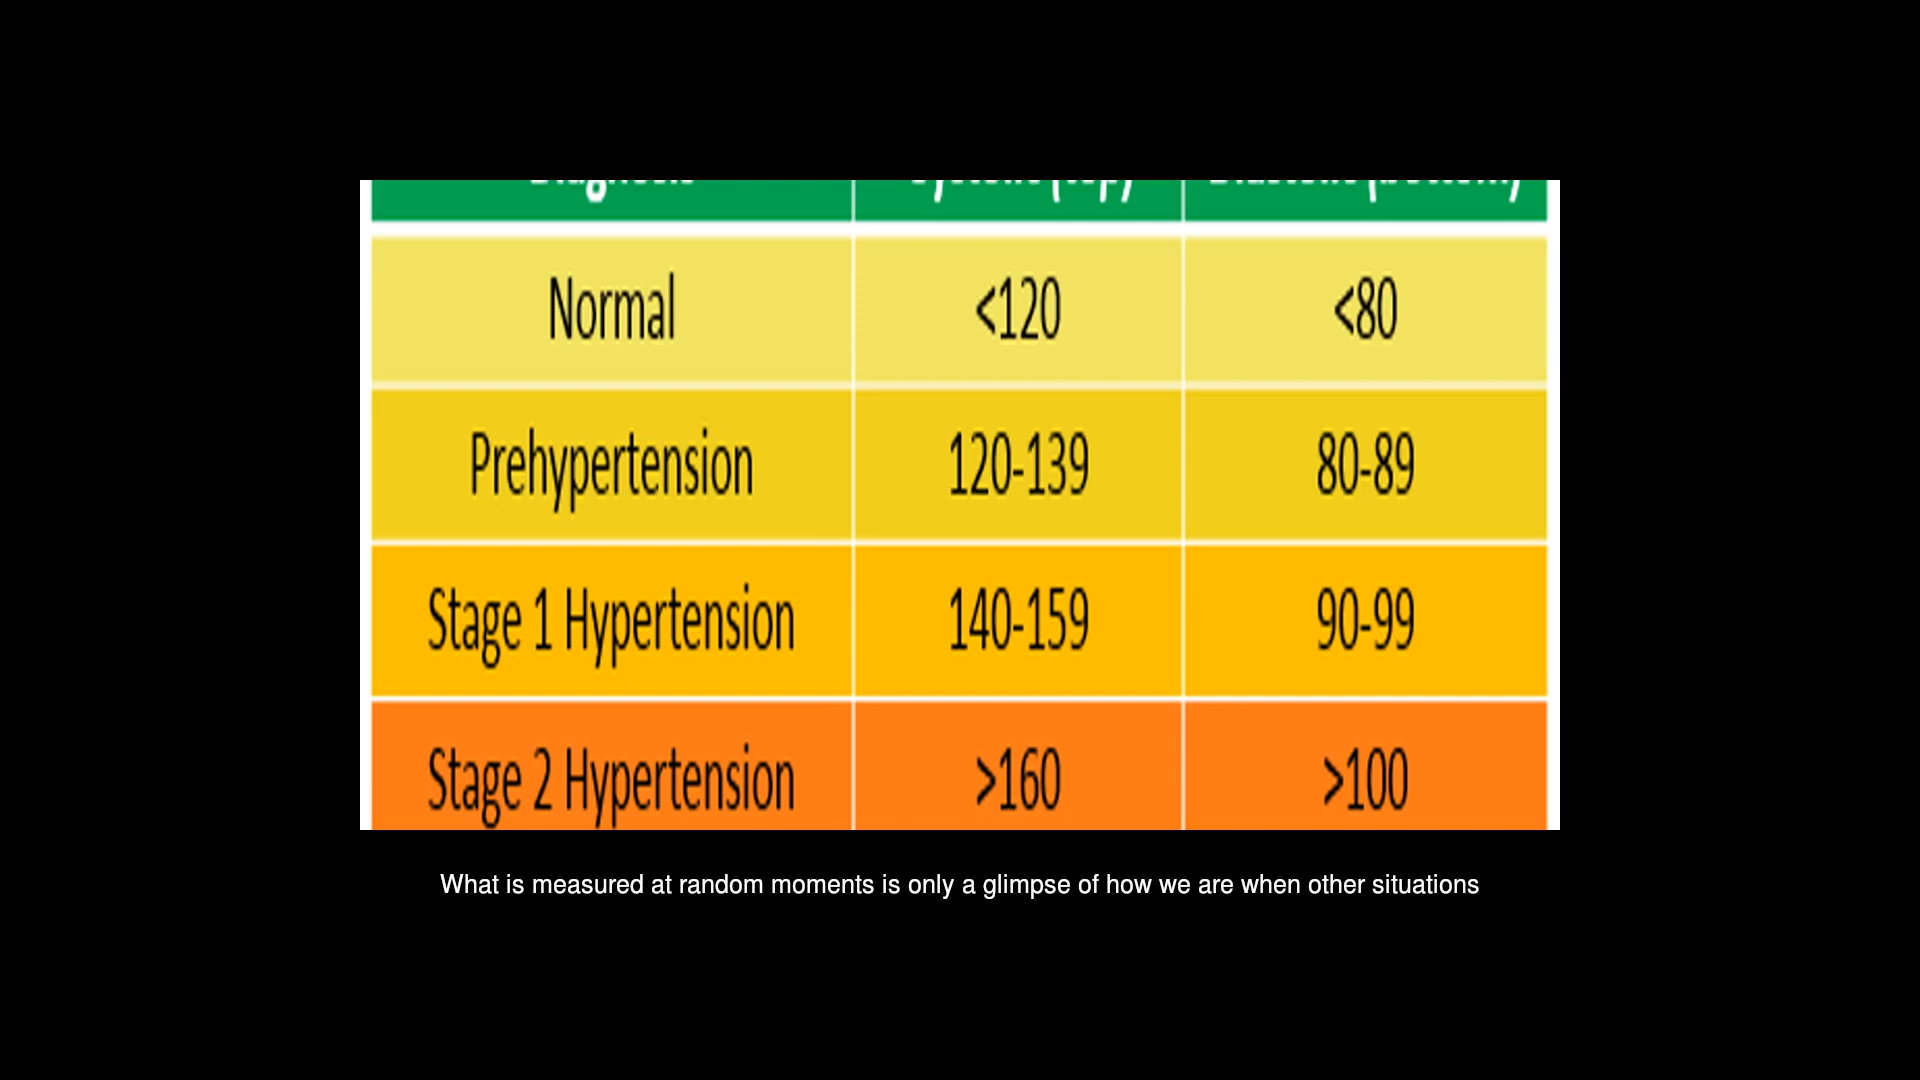 Normal <120 <80
Prehypertension 120-139 80-89
Stage 1 Hypertension 140-159 90-99
Stage 2 Hypertension >160 >100
What is measured at random moments is only a glimpse of how we are when other situations